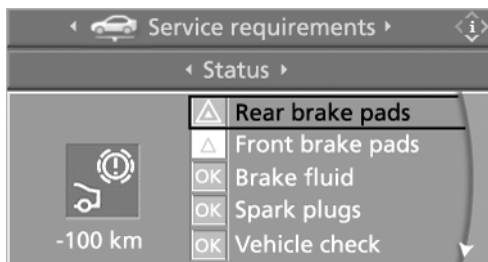 Service requirements
Status
Rear brake pads
Front brake pads
OK Brake fluid
OK Spark plugs
OK Vehicle check
-100 km